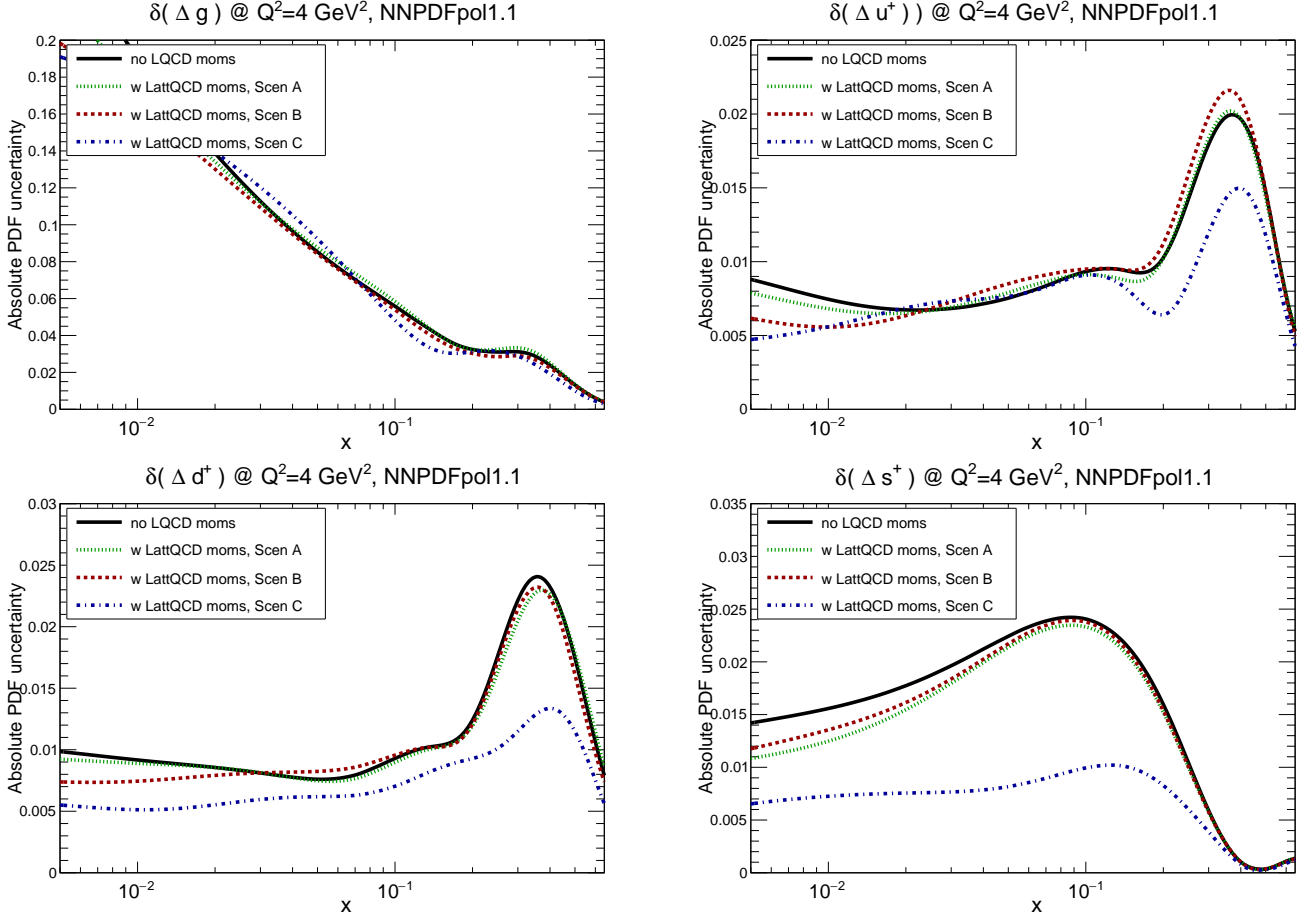 δ( Δ g ) @ Q²=4 GeV², NNPDFpol1.1
Absolute PDF uncertainty
0.2
0.18
0.16
0.14
0.12
0.1
0.08
0.06
0.04
0.02
0
no LQCD moms
w LattQCD moms, Scen A
w LattQCD moms, Scen B
w LattQCD moms, Scen C
10⁻² 10⁻¹
x
δ( Δ u⁺) ) @ Q²=4 GeV², NNPDFpol1.1
Absolute PDF uncertainty
0.025
0.02
0.015
0.01
0.005
0
no LQCD moms
w LattQCD moms, Scen A
w LattQCD moms, Scen B
w LattQCD moms, Scen C
10⁻² 10⁻¹
x
δ( Δ d⁺) @ Q²=4 GeV², NNPDFpol1.1
Absolute PDF uncertainty
0.03
0.025
0.02
0.015
0.01
0.005
0
no LQCD moms
w LattQCD moms, Scen A
w LattQCD moms, Scen B
w LattQCD moms, Scen C
10⁻² 10⁻¹
x
δ( Δ s⁺) @ Q²=4 GeV², NNPDFpol1.1
Absolute PDF uncertainty
0.035
0.03
0.025
0.02
0.015
0.01
0.005
0
no LQCD moms
w LattQCD moms, Scen A
w LattQCD moms, Scen B
w LattQCD moms, Scen C
10⁻² 10⁻¹
x